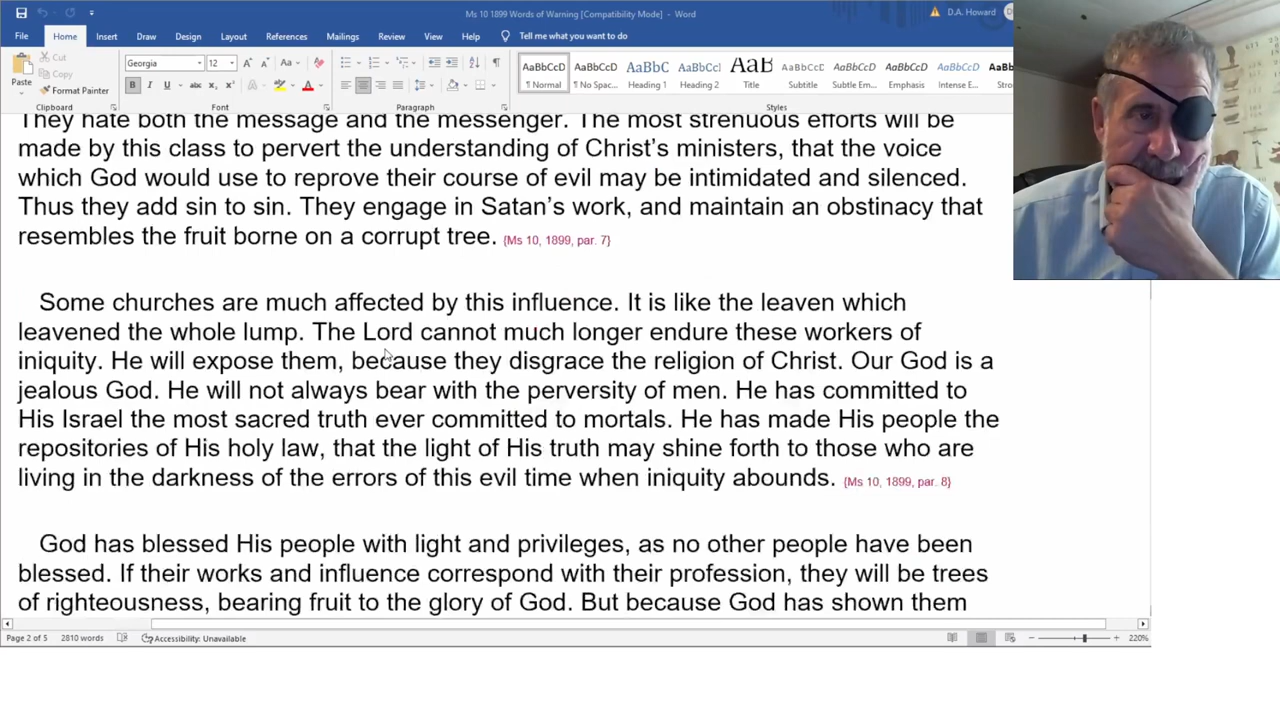 Ms 10 1899 Words of Warning [Compatibility Mode] - Word
D.A. Howard
File Home Insert Draw Design Layout References Mailings Review View Help Tell me what you want to do
Paste
Cut
Copy
Format Painter
Clipboard
Georgia 12
Font
Paragraph
AaBbCcD AaBbCcD AaBbC AaBbCcl AaB AaBbCcD AaBbCcD AaBbCcD AaBbCcD AaBb
¶ Normal ¶ No Spac... Heading 1 Heading 2 Title Subtitle Subtle Em... Emphasis Intense E... Stro
Styles
They hate both the message and the messenger. The most strenuous efforts will be
made by this class to pervert the understanding of Christ's ministers, that the voice
which God would use to reprove their course of evil may be intimidated and silenced.
Thus they add sin to sin. They engage in Satan's work, and maintain an obstinacy that
resembles the fruit borne on a corrupt tree. {Ms 10, 1899, par. 7}
Some churches are much affected by this influence. It is like the leaven which
leavened the whole lump. The Lord cannot much longer endure these workers of
iniquity. He will expose them, because they disgrace the religion of Christ. Our God is a
jealous God. He will not always bear with the perversity of men. He has committed to
His Israel the most sacred truth ever committed to mortals. He has made His people the
repositories of His holy law, that the light of His truth may shine forth to those who are
living in the darkness of the errors of this evil time when iniquity abounds. {Ms 10, 1899, par. 8}
God has blessed His people with light and privileges, as no other people have been
blessed. If their works and influence correspond with their profession, they will be trees
of righteousness, bearing fruit to the glory of God. But because God has shown them
Page 2 of 5 2810 words Accessibility: Unavailable 220%